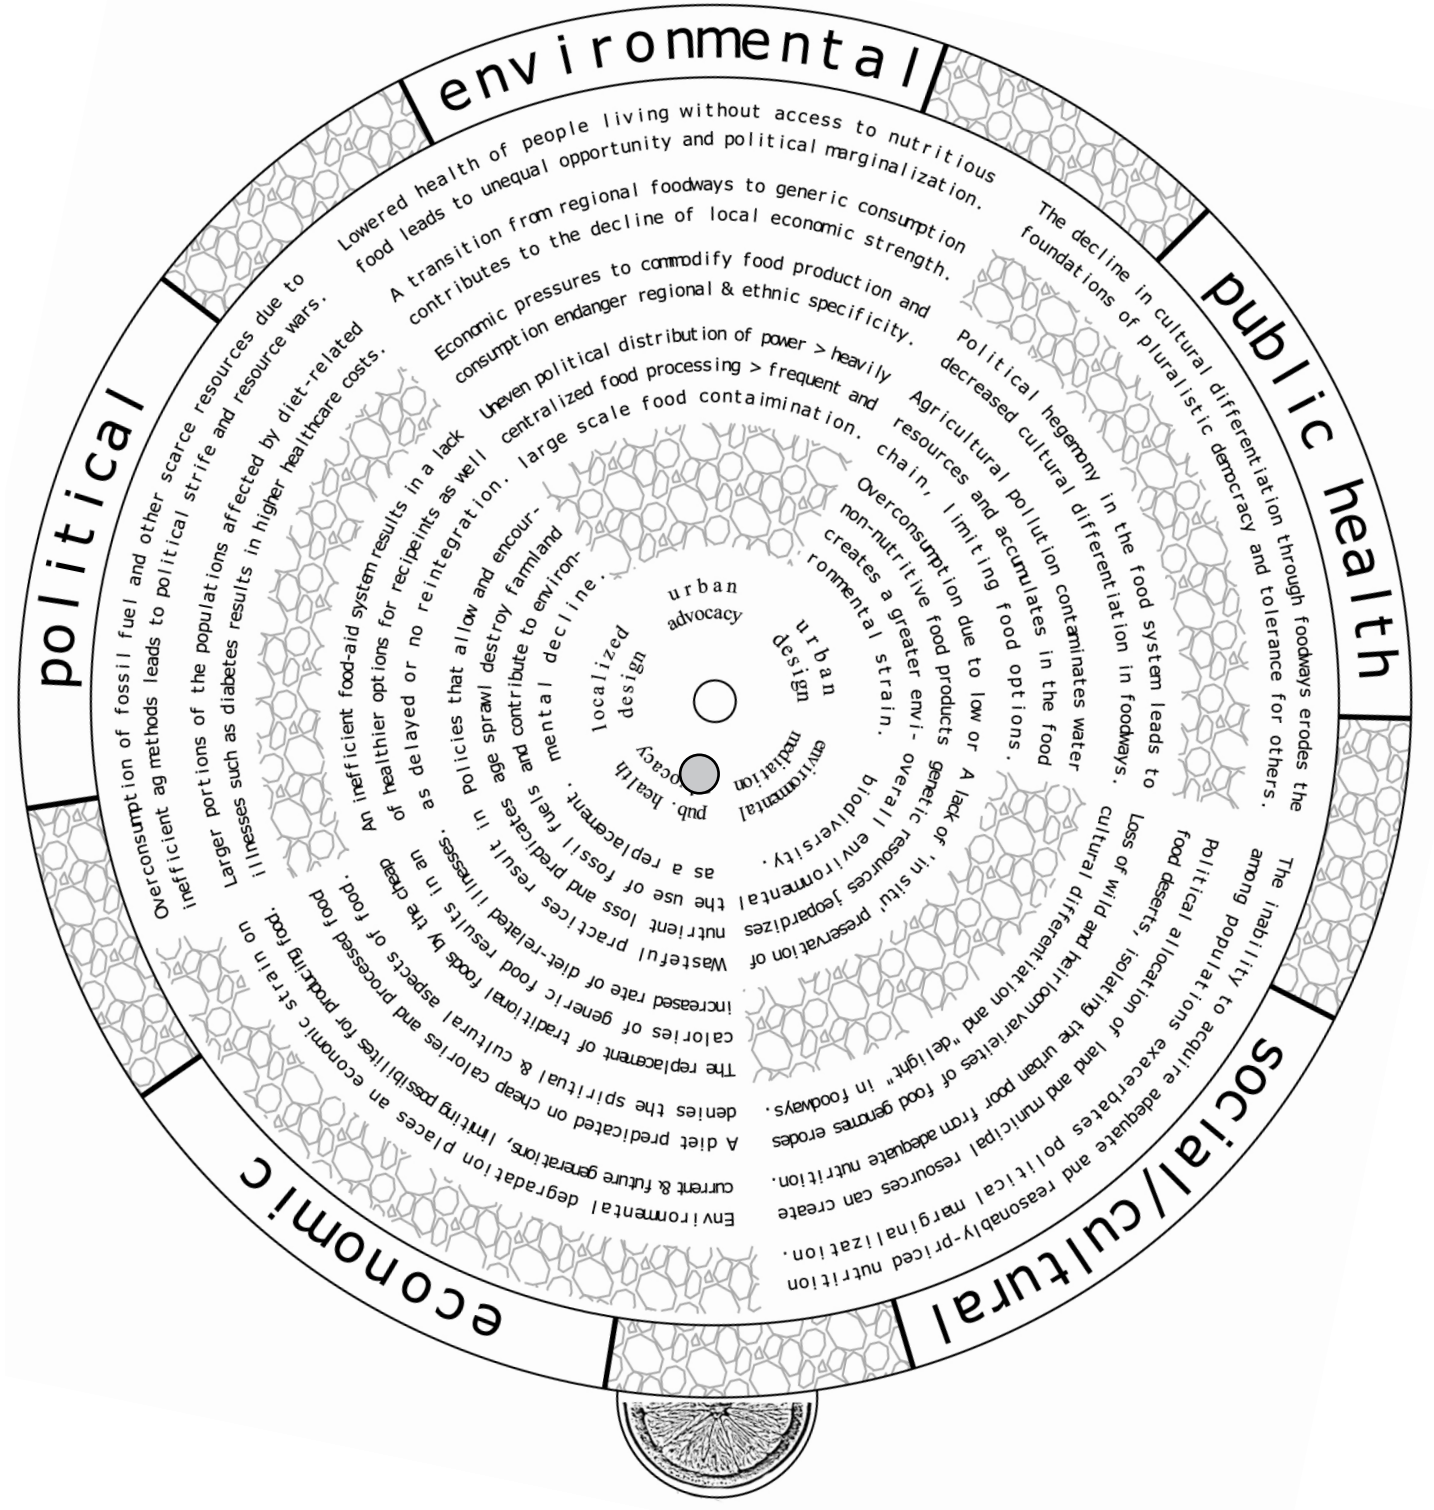 environmental
public health
social/cultural
economic
political
Lowered health of people living without access to nutritious
food leads to unequal opportunity and political marginalization.
A transition from regional foodways to generic consumption
contributes to the decline of local economic strength.
Economic pressures to commodify food production and
consumption endanger regional & ethnic specificity.
Uneven political distribution of power > heavily
centralized food processing > frequent and
large scale food contaimination.
The decline in cultural differentiation through foodways erodes the
foundations of pluralistic democracy and tolerance for others.
Political hegemony in the food system leads to
decreased cultural differentiation in foodways.
Agricultural pollution contaminates water
resources and accumulates in the food
chain, limiting food options.
Overconsumption due to low or
non-nutritive food products
creates a greater envi-
ronmental strain.
The inability to acquire adequate and reasonably-priced nutrition
among populations exacerbates political marginalization.
Political allocation of land and municipal resources can create
food deserts, isolating the urban poor from adequate nutrition.
Loss of wild and heirloom varieites of food genomes erodes
cultural differentiation and "delight" in foodways.
A lack of 'in situ' preservation of
genetic resources jeopardizes
overall environmental
biodiversity.
Environmental degradation places an economic strain on
current & future generations, limiting possibilites for producing food.
A diet predicated on cheap calories and processed food
denies the spiritual & cultural aspects of food.
The replacement of traditional foods by the cheap
calories of generic food results in an
increased rate of diet-related illnesses.
Wasteful practices result in
nutrient loss and predicates
the use of fossil fuels
as a replacement.
Overconsumption of fossil fuel and other scarce resources due to
inefficient ag methods leads to political strife and resource wars.
Larger portions of the populations affected by diet-related
illnesses such as diabetes results in higher healthcare costs.
An inefficient food-aid system results in a lack
of healthier options for recipeints as well
as delayed or no reintegration.
Policies that allow and encour-
age sprawl destroy farmland
and contribute to environ-
mental decline.
urban
advocacy
urban
design
environmental
mediation
pub. health
localized
design